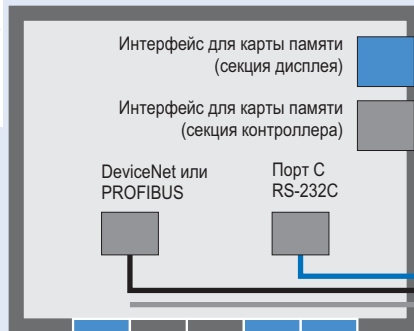 Интерфейс для карты памяти
(секция дисплея)
Интерфейс для карты памяти
(секция контроллера)
DeviceNet или
PROFIBUS
Порт C
RS-232C